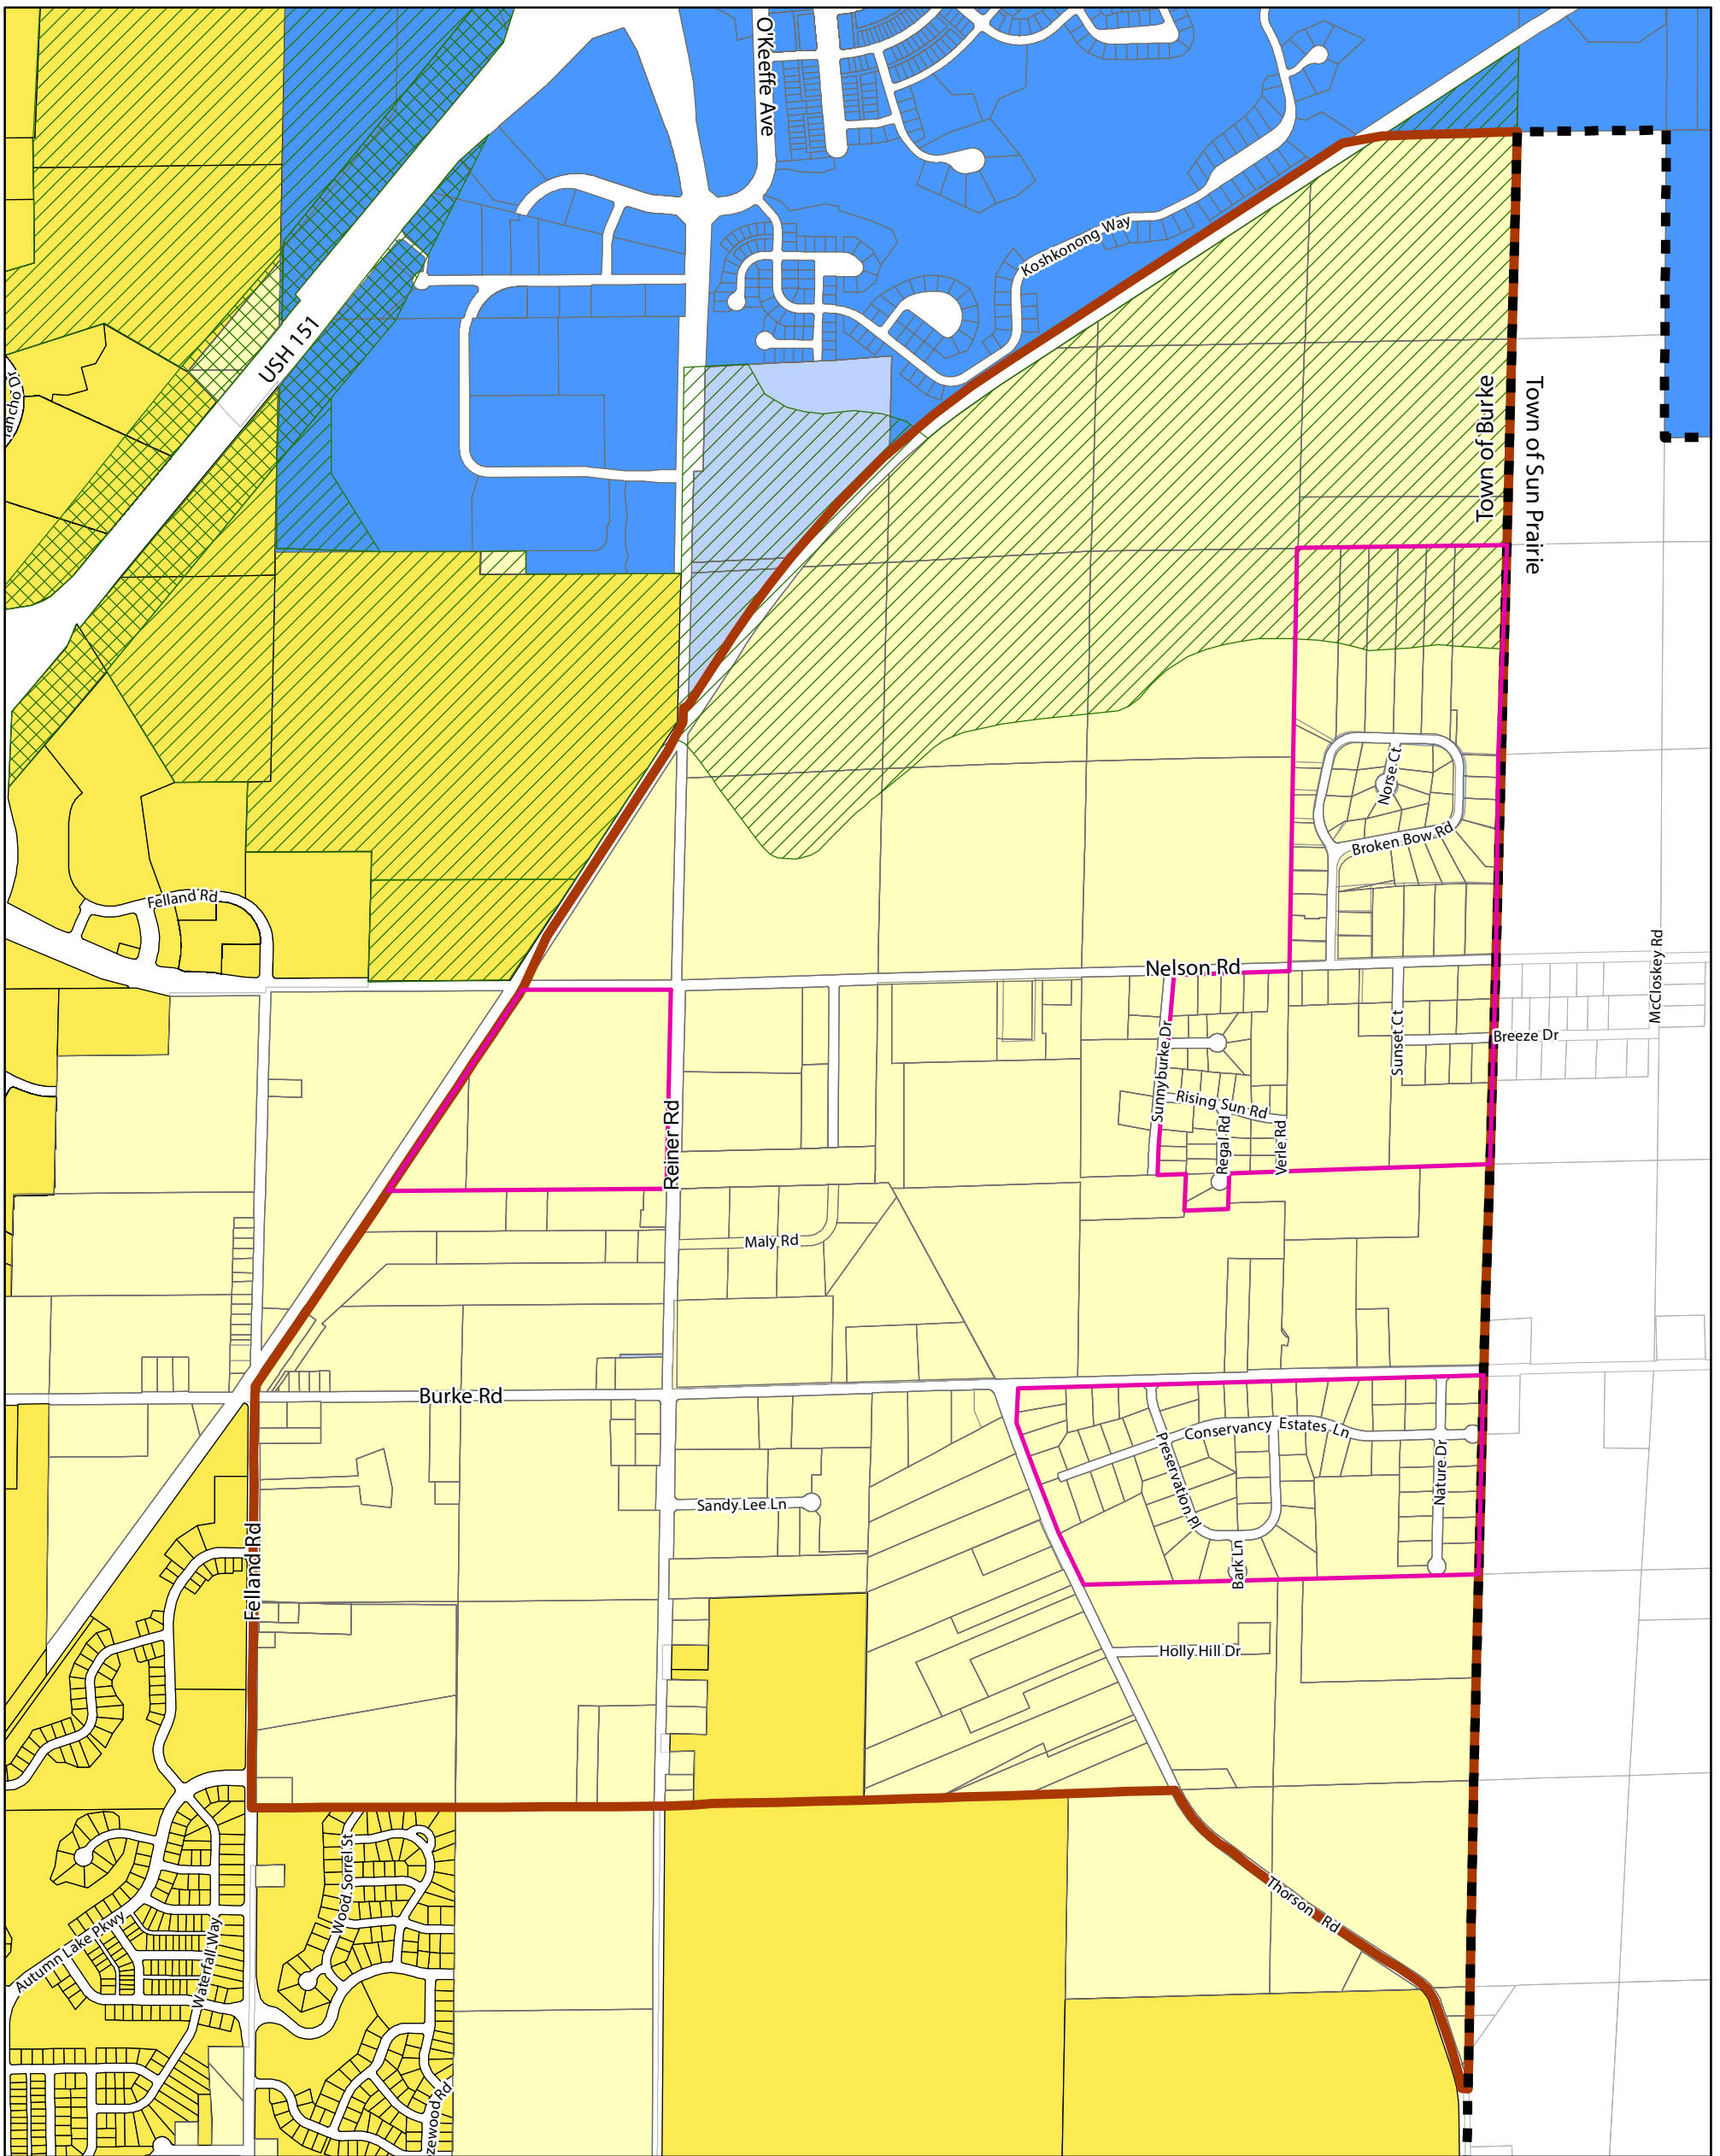 O'Keeffe Ave
Koshkonong Way
USH 151
Town of Burke
Town of Sun Prairie
Norse Ct
Broken Bow Rd
Felland Rd
Nelson Rd
McCloskey Rd
Sunset Ct
Breeze Dr
Sunnyburke Dr
Rising Sun Rd
Regal Rd
Verle Rd
Reiner Rd
Maly Rd
Burke Rd
Conservancy Estates Ln
Preservation Pl
Nature Dr
Sandy Lee Ln
Bark Ln
Felland Rd
Holly Hill Dr
Wood Sorrel St
Thorson Rd
Autumn Lake Pkwy
Waterfall Way